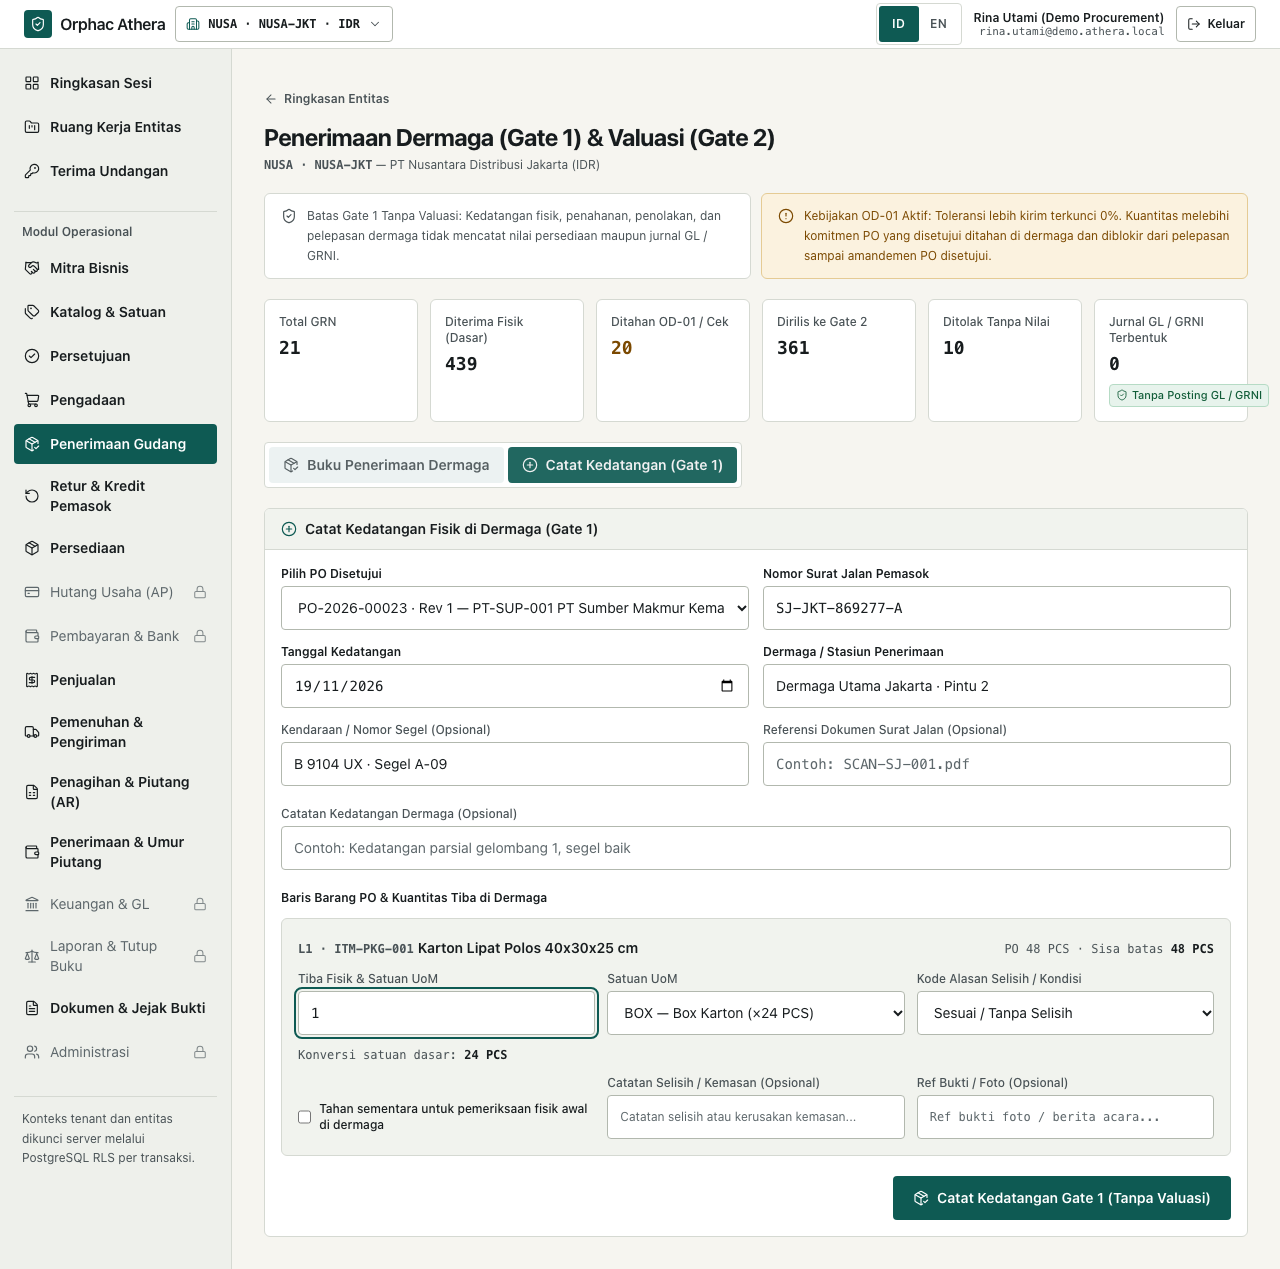 Orphac Athera
NUSA · NUSA-JKT · IDR
ID
EN
Rina Utami (Demo Procurement)
rina.utami@demo.athera.local
Keluar
Ringkasan Sesi
Ruang Kerja Entitas
Terima Undangan
Modul Operasional
Mitra Bisnis
Katalog & Satuan
Persetujuan
Pengadaan
Penerimaan Gudang
Retur & Kredit
Pemasok
Persediaan
Hutang Usaha (AP)
Pembayaran & Bank
Penjualan
Pemenuhan &
Pengiriman
Penagihan & Piutang
(AR)
Penerimaan & Umur
Piutang
Keuangan & GL
Laporan & Tutup
Buku
Dokumen & Jejak Bukti
Administrasi
Konteks tenant dan entitas
dikunci server melalui
PostgreSQL RLS per transaksi.
Ringkasan Entitas
Penerimaan Dermaga (Gate 1) & Valuasi (Gate 2)
NUSA · NUSA-JKT — PT Nusantara Distribusi Jakarta (IDR)
Batas Gate 1 Tanpa Valuasi: Kedatangan fisik, penahanan, penolakan, dan
pelepasan dermaga tidak mencatat nilai persediaan maupun jurnal GL /
GRNI.
Kebijakan OD-01 Aktif: Toleransi lebih kirim terkunci 0%. Kuantitas melebihi
komitmen PO yang disetujui ditahan di dermaga dan diblokir dari pelepasan
sampai amandemen PO disetujui.
Total GRN
21
Diterima Fisik
(Dasar)
439
Ditahan OD-01 / Cek
20
Dirilis ke Gate 2
361
Ditolak Tanpa Nilai
10
Jurnal GL / GRNI
Terbentuk
0
Tanpa Posting GL / GRNI
Buku Penerimaan Dermaga
Catat Kedatangan (Gate 1)
Catat Kedatangan Fisik di Dermaga (Gate 1)
Pilih PO Disetujui
PO-2026-00023 · Rev 1 — PT-SUP-001 PT Sumber Makmur Kema
Nomor Surat Jalan Pemasok
SJ-JKT-869277-A
Tanggal Kedatangan
19/11/2026
Dermaga / Stasiun Penerimaan
Dermaga Utama Jakarta · Pintu 2
Kendaraan / Nomor Segel (Opsional)
B 9104 UX · Segel A-09
Referensi Dokumen Surat Jalan (Opsional)
Contoh: SCAN-SJ-001.pdf
Catatan Kedatangan Dermaga (Opsional)
Contoh: Kedatangan parsial gelombang 1, segel baik
Baris Barang PO & Kuantitas Tiba di Dermaga
L1 · ITM-PKG-001 Karton Lipat Polos 40x30x25 cm
PO 48 PCS · Sisa batas 48 PCS
Tiba Fisik & Satuan UoM
1
Satuan UoM
BOX — Box Karton (×24 PCS)
Kode Alasan Selisih / Kondisi
Sesuai / Tanpa Selisih
Konversi satuan dasar: 24 PCS
Tahan sementara untuk pemeriksaan fisik awal
di dermaga
Catatan Selisih / Kemasan (Opsional)
Catatan selisih atau kerusakan kemasan...
Ref Bukti / Foto (Opsional)
Ref bukti foto / berita acara...
Catat Kedatangan Gate 1 (Tanpa Valuasi)